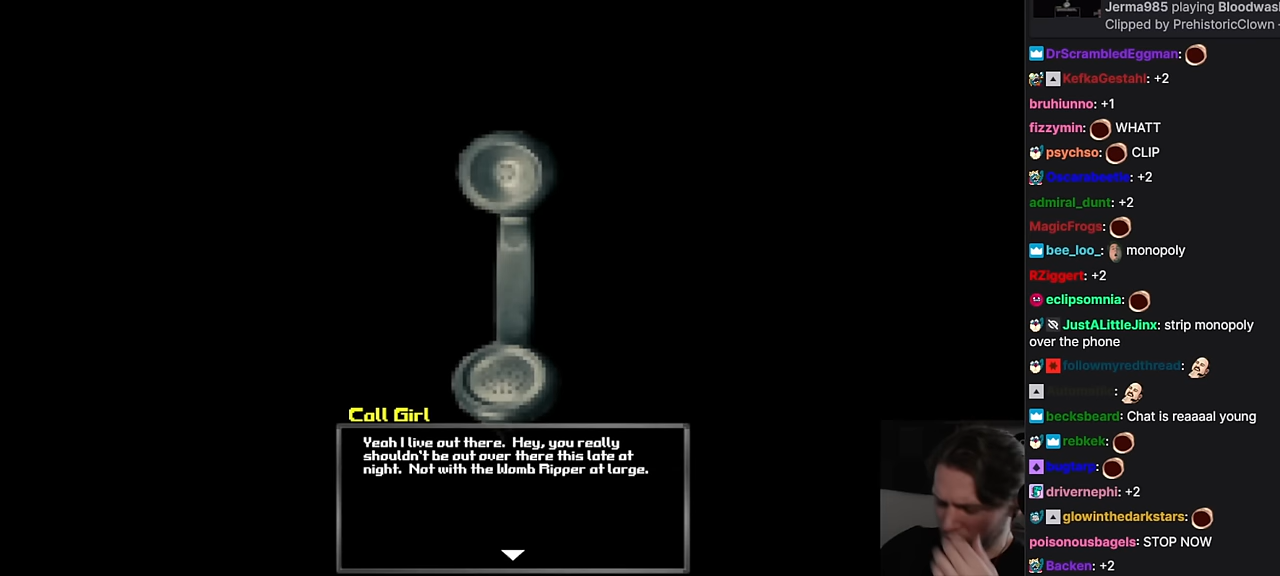 Jerma985 playing Bloodwas
Clipped by PrehistoricClown -
DrScrambledEggman:
KefkaGestahl: +2
bruhiunno: +1
fizzymin: WHATT
psychso: CLIP
Oscarabeetle: +2
admiral_dunt: +2
MagicFrogs:
bee_loo_: monopoly
RZiggert: +2
eclipsomnia:
JustALittleJinx: strip monopoly
over the phone
followmyredthread:
:
becksbeard: Chat is reaaaal young
rebkek:
bugtarp:
drivernephi: +2
glowinthedarkstars:
poisonousbagels: STOP NOW
Backen: +2
Call Girl
Yeah I live out there. Hey, you really
shouldn't be out over there this late at
night. Not with the Womb Ripper at large.